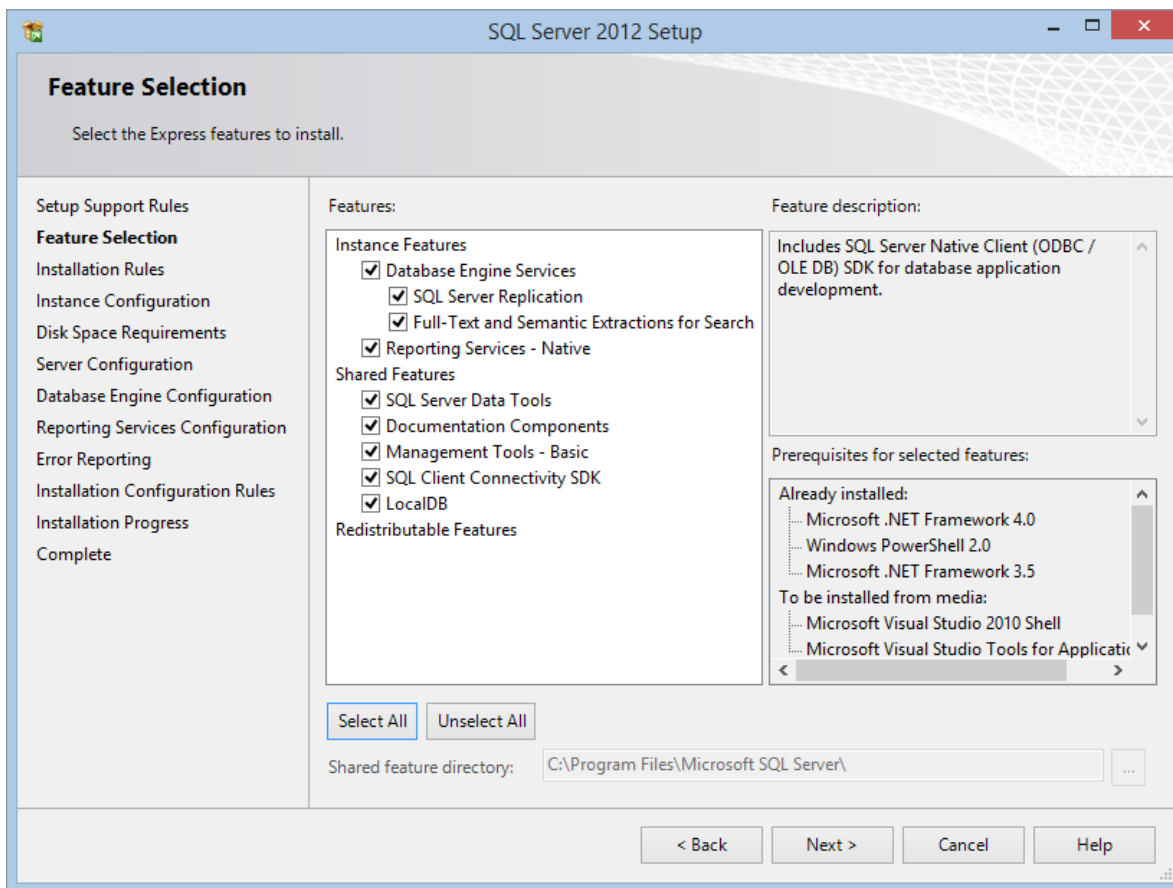 SQL Server 2012 Setup
Feature Selection
Select the Express features to install.
Setup Support Rules
Feature Selection
Installation Rules
Instance Configuration
Disk Space Requirements
Server Configuration
Database Engine Configuration
Reporting Services Configuration
Error Reporting
Installation Configuration Rules
Installation Progress
Complete
Features:
Instance Features
Database Engine Services
SQL Server Replication
Full-Text and Semantic Extractions for Search
Reporting Services - Native
Shared Features
SQL Server Data Tools
Documentation Components
Management Tools - Basic
SQL Client Connectivity SDK
LocalDB
Redistributable Features
Feature description:
Includes SQL Server Native Client (ODBC /
OLE DB) SDK for database application
development.
Prerequisites for selected features:
Already installed:
Microsoft .NET Framework 4.0
Windows PowerShell 2.0
Microsoft .NET Framework 3.5
To be installed from media:
Microsoft Visual Studio 2010 Shell
Microsoft Visual Studio Tools for Applicatic
Select All
Unselect All
Shared feature directory:
C:\Program Files\Microsoft SQL Server\
...
< Back
Next >
Cancel
Help